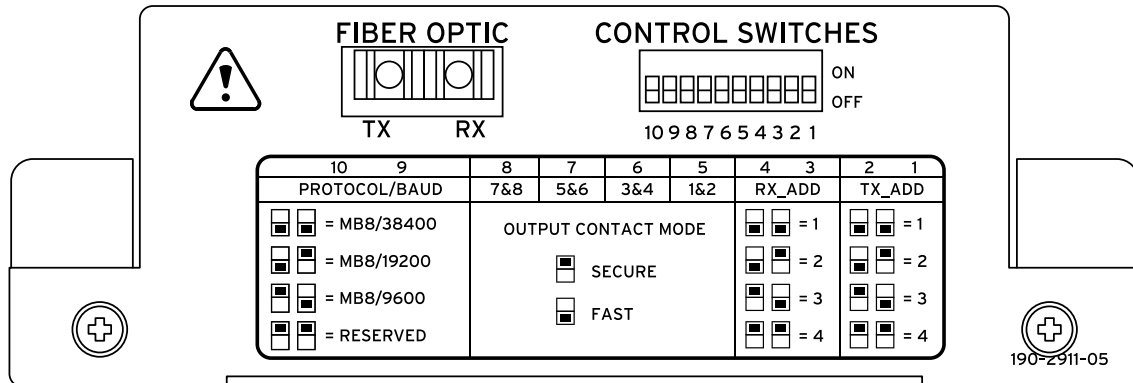 FIBER OPTIC
CONTROL SWITCHES
ON
OFF
TX RX
10 9 8 7 6 5 4 3 2 1
10 9 8 7 6 5 4 3 2 1
PROTOCOL/BAUD 7&8 5&6 3&4 1&2 RX_ADD TX_ADD
= MB8/38400
= MB8/19200
= MB8/9600
= RESERVED
OUTPUT CONTACT MODE
SECURE
FAST
= 1
= 2
= 3
= 4
= 1
= 2
= 3
= 4
190-2911-05